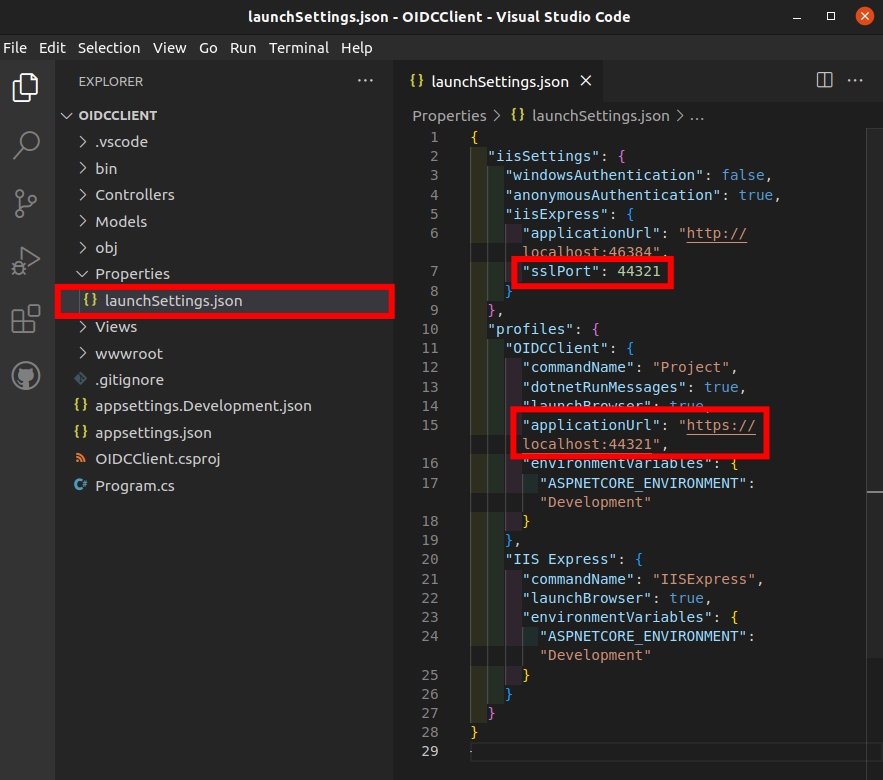 launchSettings.json - OIDCClient - Visual Studio Code
File Edit Selection View Go Run Terminal Help
EXPLORER
OIDCCLIENT
.vscode
bin
Controllers
Models
obj
Properties
{} launchSettings.json
Views
wwwroot
.gitignore
{} appsettings.Development.json
{} appsettings.json
OIDCClient.csproj
C# Program.cs
{} launchSettings.json
Properties > {} launchSettings.json > ...
1 {
2 "iisSettings": {
3 "windowsAuthentication": false,
4 "anonymousAuthentication": true,
5 "iisExpress": {
6 "applicationUrl": "http://
localhost:46384",
7 "sslPort": 44321
8 }
9 },
10 "profiles": {
11 "OIDCClient": {
12 "commandName": "Project",
13 "dotnetRunMessages": true,
14 "launchBrowser": true,
15 "applicationUrl": "https://
localhost:44321",
16 "environmentVariables": {
17 "ASPNETCORE_ENVIRONMENT":
"Development"
18 }
19 },
20 "IIS Express": {
21 "commandName": "IISExpress",
22 "launchBrowser": true,
23 "environmentVariables": {
24 "ASPNETCORE_ENVIRONMENT":
"Development"
25 }
26 }
27 }
28 }
29